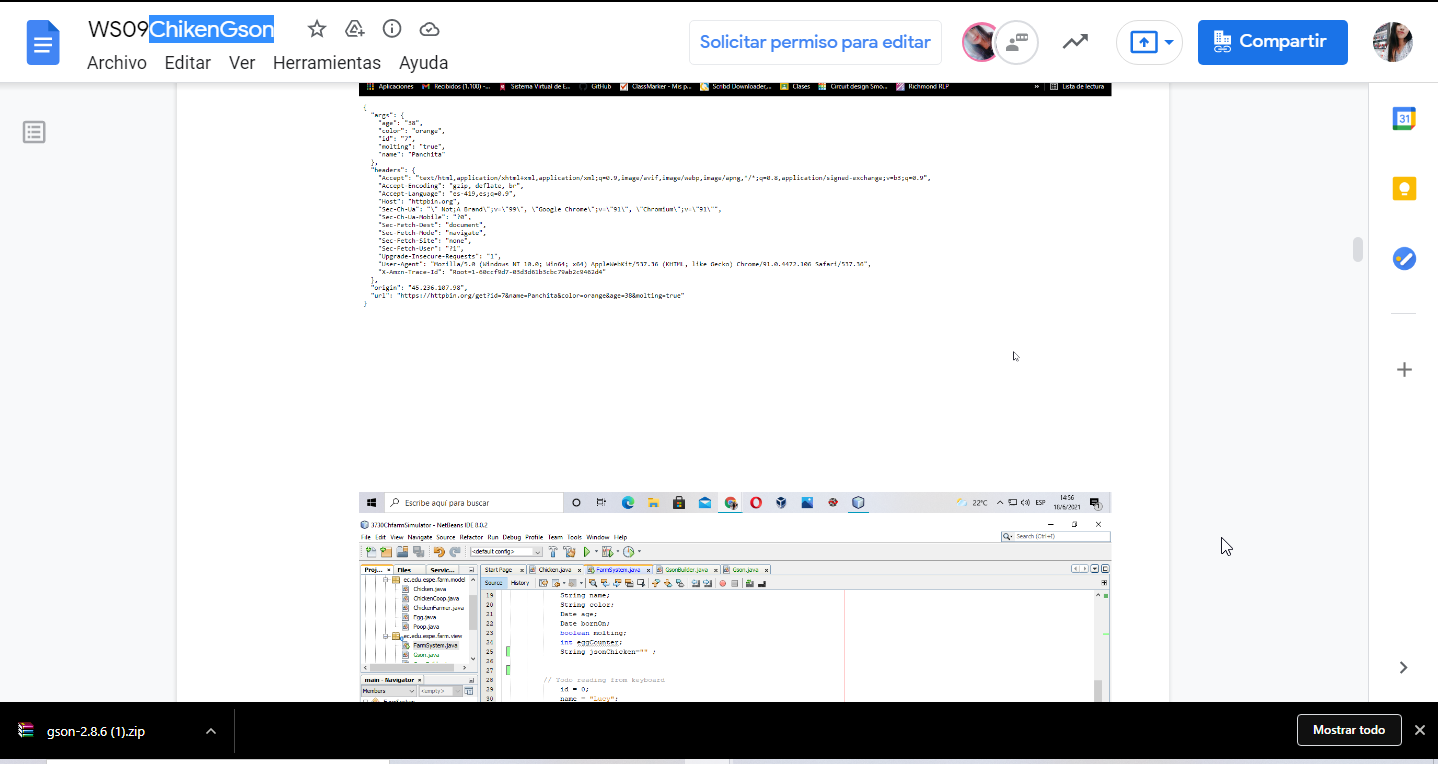 WS09ChikenGson
Solicitar permiso para editar
Compartir
Archivo Editar Ver Herramientas Ayuda
Aplicaciones Recibidos (1,100) -... Sistema Virtual de E... GitHub ClassMarker - Mis p... Scribd Downloader,... Clases Circuit design Smo... Richmond RLP » Lista de lectura
{
"args": {
"age": "38",
"color": "orange",
"id": "7",
"molting": "true",
"name": "Panchita"
},
"headers": {
"Accept": "text/html,application/xhtml+xml,application/xml;q=0.9,image/avif,image/webp,image/apng,*/*;q=0.8,application/signed-exchange;v=b3;q=0.9",
"Accept-Encoding": "gzip, deflate, br",
"Accept-Language": "es-419,es;q=0.9",
"Host": "httpbin.org",
"Sec-Ch-Ua": "\" Not;A Brand\";v=\"99\", \"Google Chrome\";v=\"91\", \"Chromium\";v=\"91\"",
"Sec-Ch-Ua-Mobile": "?0",
"Sec-Fetch-Dest": "document",
"Sec-Fetch-Mode": "navigate",
"Sec-Fetch-Site": "none",
"Sec-Fetch-User": "?1",
"Upgrade-Insecure-Requests": "1",
"User-Agent": "Mozilla/5.0 (Windows NT 10.0; Win64; x64) AppleWebKit/537.36 (KHTML, like Gecko) Chrome/91.0.4472.106 Safari/537.36",
"X-Amzn-Trace-Id":
},
"origin": "45.236.107.98",
"url": "https://httpbin.org/get?id=7&name=Panchita&color=orange&age=38&molting=true"
}
31
Escribe aquí para buscar
22°C ESP 14:56
18/6/2021
3730ChfarmSimulator - NetBeans IDE 8.0.2
File Edit View Navigate Source Refactor Run Debug Profile Team Tools Window Help
Search (Ctrl+I)
<default config>
Proj... × Files Servic...
Start Page Chicken.java FarmSystem.java GsonBuilder.java Gson.java
Source History
ec.edu.espe.farm.model
Chicken.java
ChickenCoop.java
ChickenFarmer.java
Egg.java
Poop.java
ec.edu.espe.farm.view
FarmSystem.java
Gson.java
19 String name;
20 String color;
21 Date age;
22 Date bornOn;
23 boolean molting;
24 int eggCounter;
25 String jsonChicken="" ;
26
27
28 // Todo reading from keyboard
29 id = 0;
30 name = "Lucy";
main - Navigator ×
Members <empty>
gson-2.8.6 (1).zip
Mostrar todo